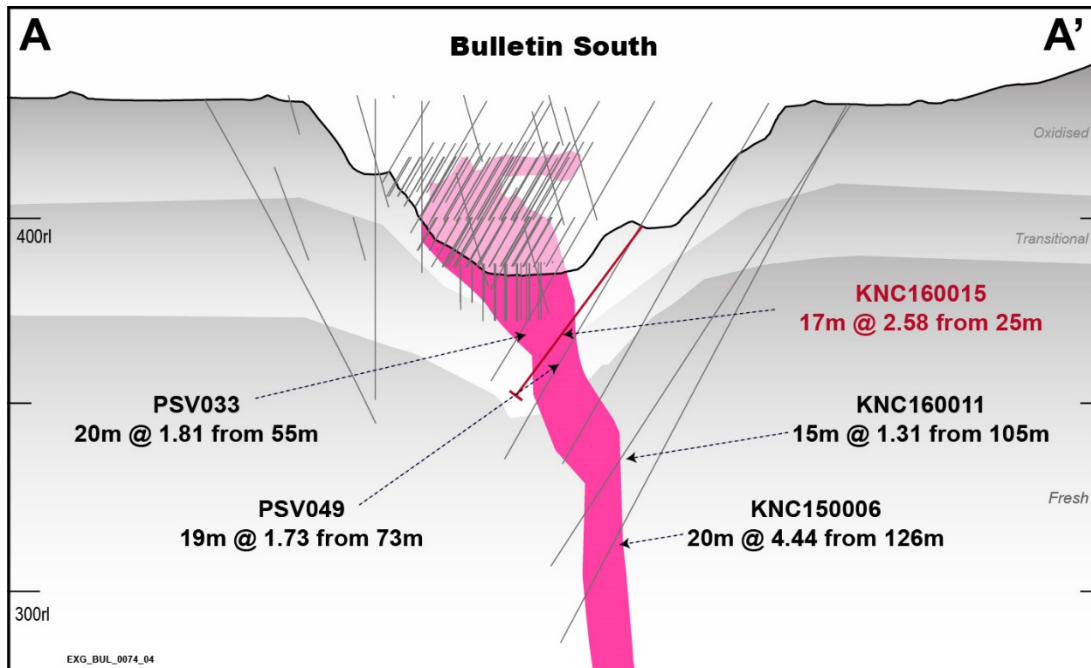 A
A'
Bulletin South
Oxidised
400rl
Transitional
KNC160015
17m @ 2.58 from 25m
PSV033
20m @ 1.81 from 55m
KNC160011
15m @ 1.31 from 105m
Fresh
PSV049
19m @ 1.73 from 73m
KNC150006
20m @ 4.44 from 126m
300rl
EXG_BUL_0074_04